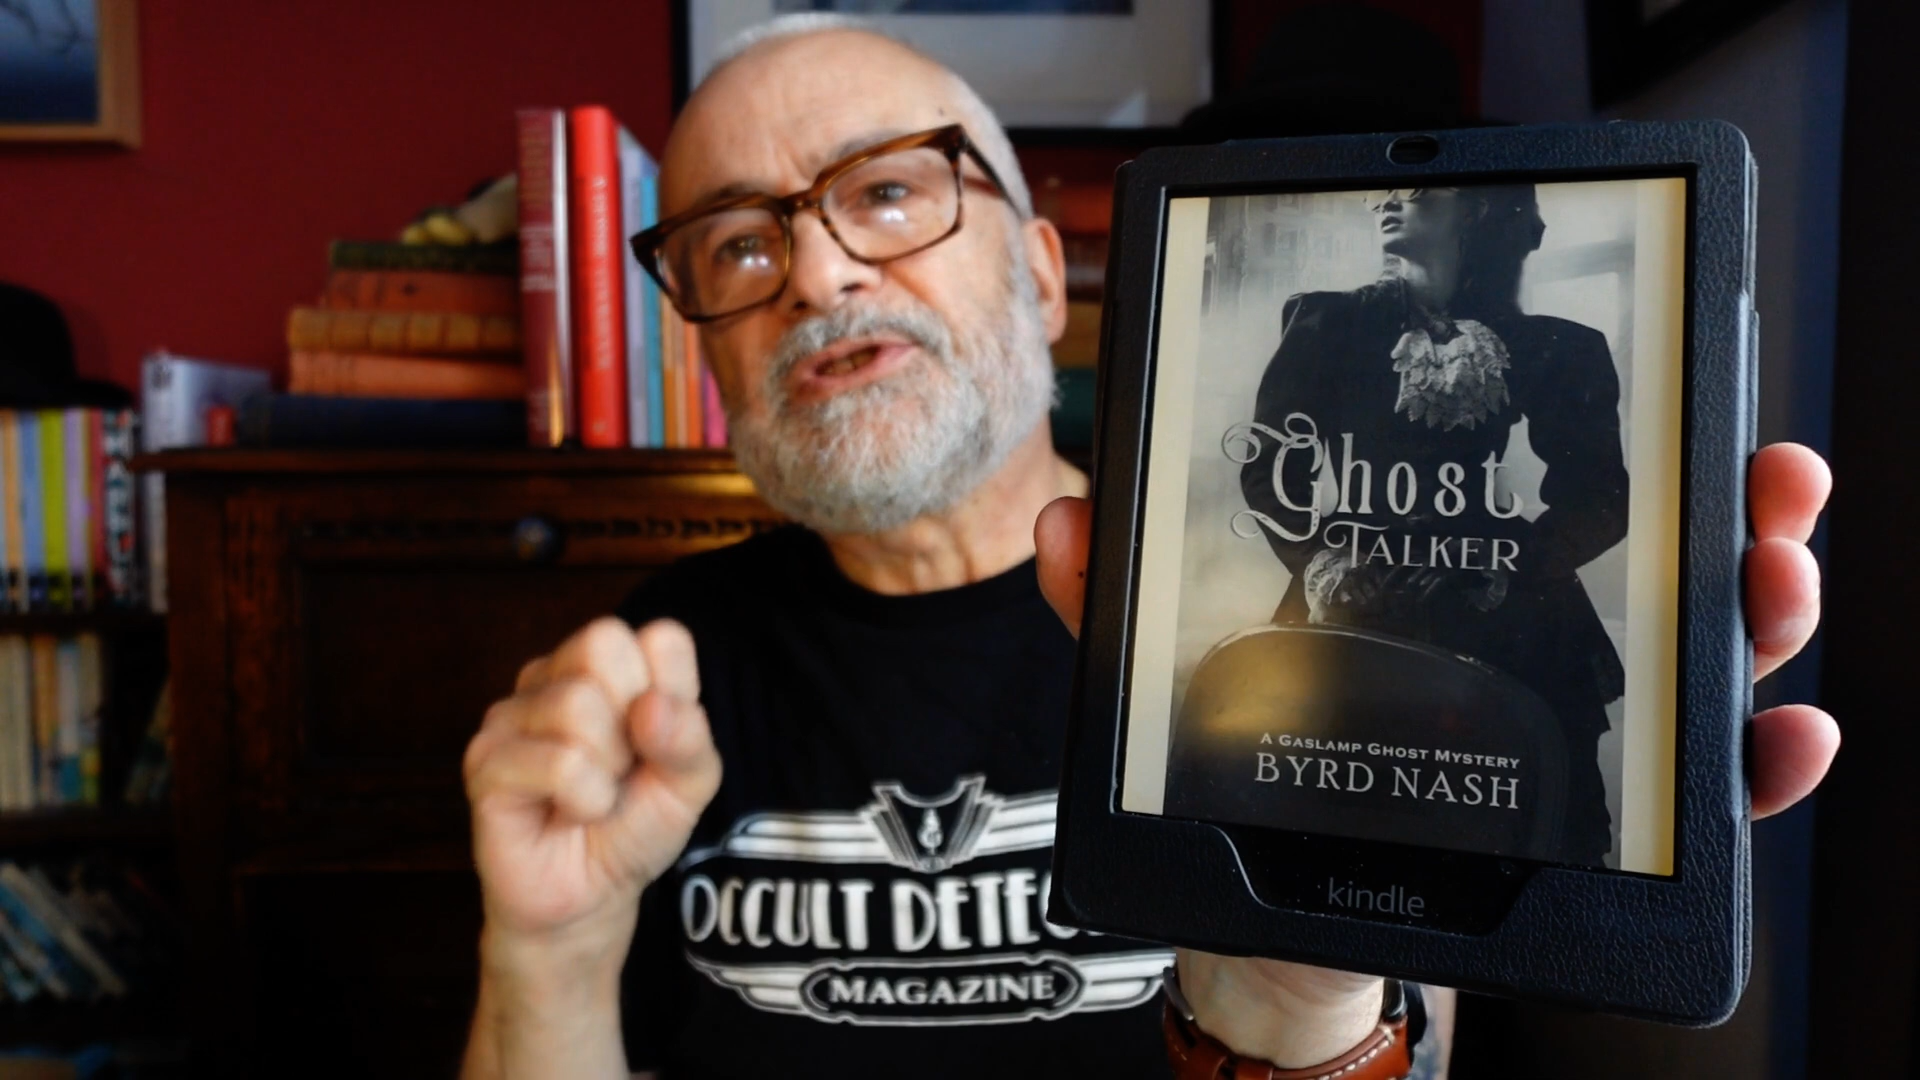 Ghost
TALKER
A GASLAMP GHOST MYSTERY
BYRD NASH
kindle
OCCULT DETEC
MAGAZINE